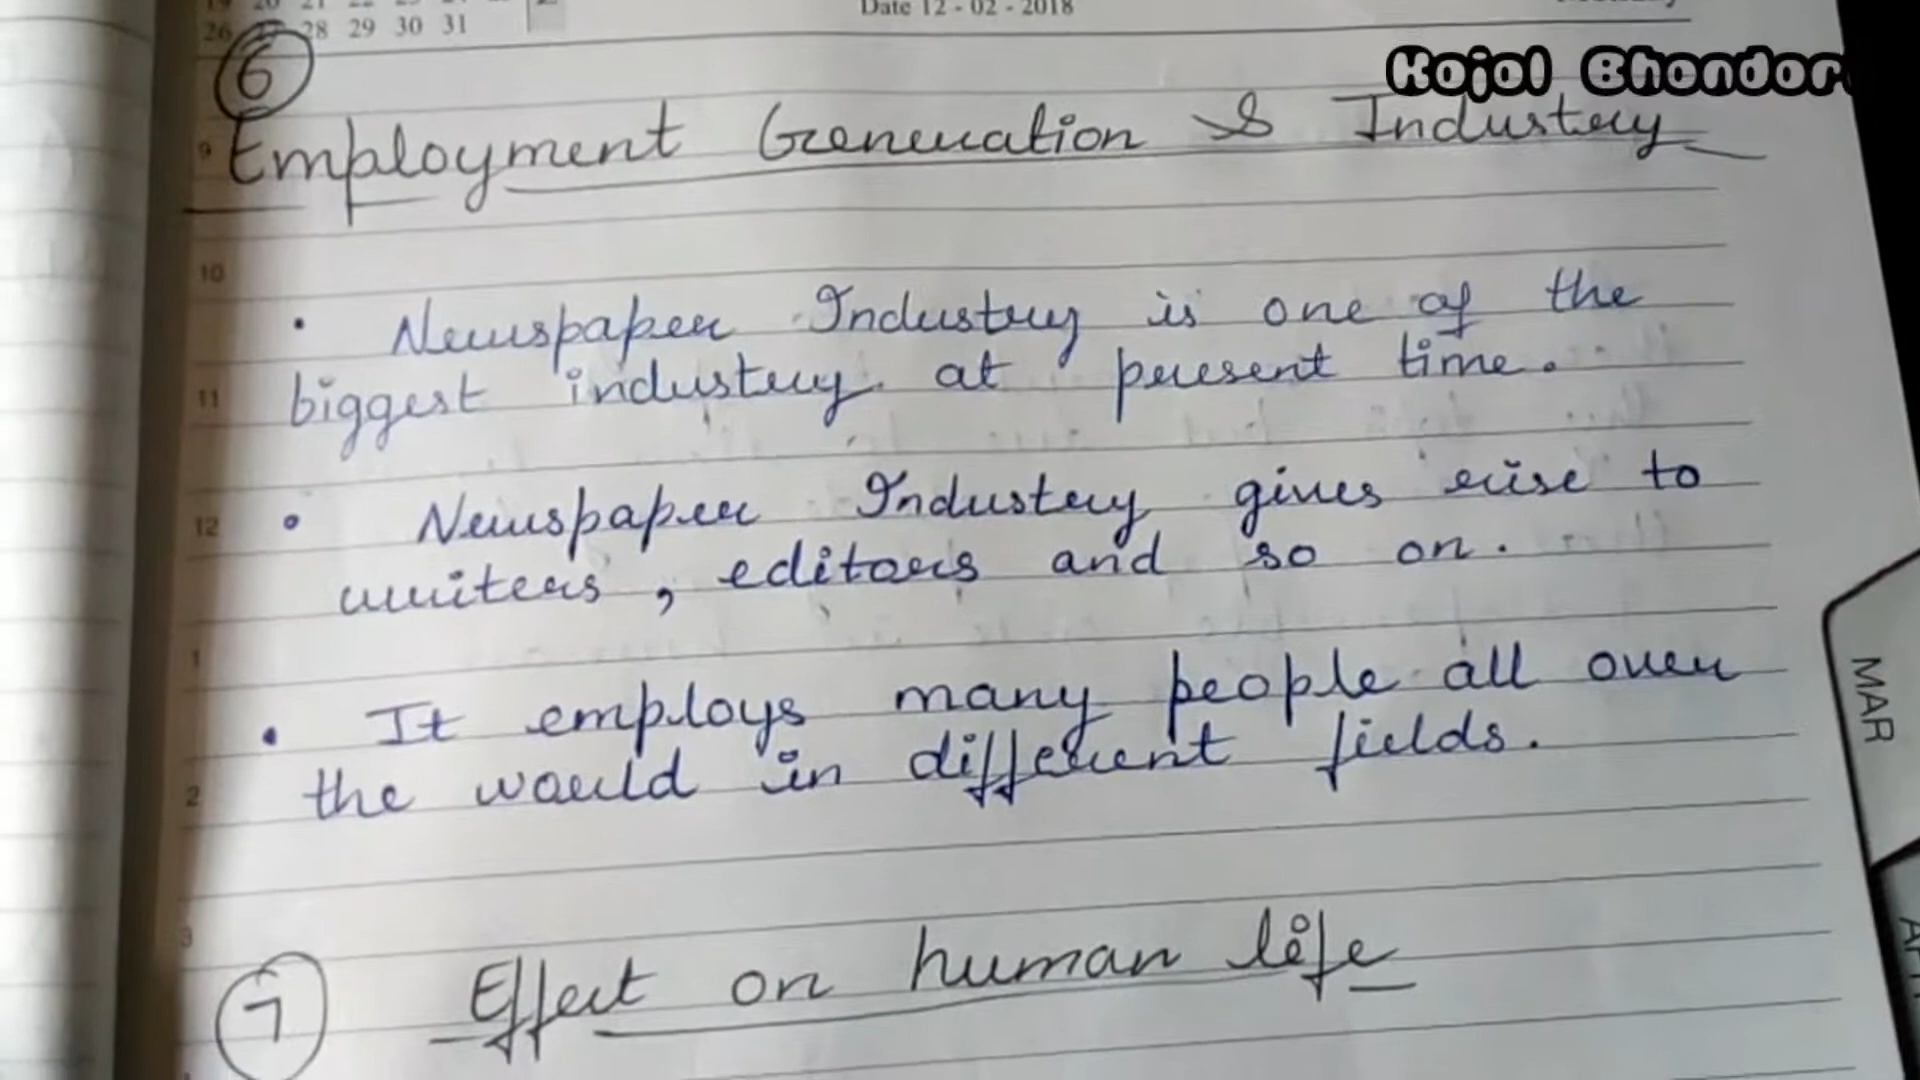 26 27 28 29 30 31
Date 12 - 02 - 2018
Kojol Bhondor
6
9 Employment Generation & Industry
10
• Newspaper Industry is one of the
11 biggest industry at present time.
12 • Newspaper Industry gives rise to
writers, editors and so on.
1
• It employs many people all over
2 the world in different fields.
MAR
3
7 Effect on human life